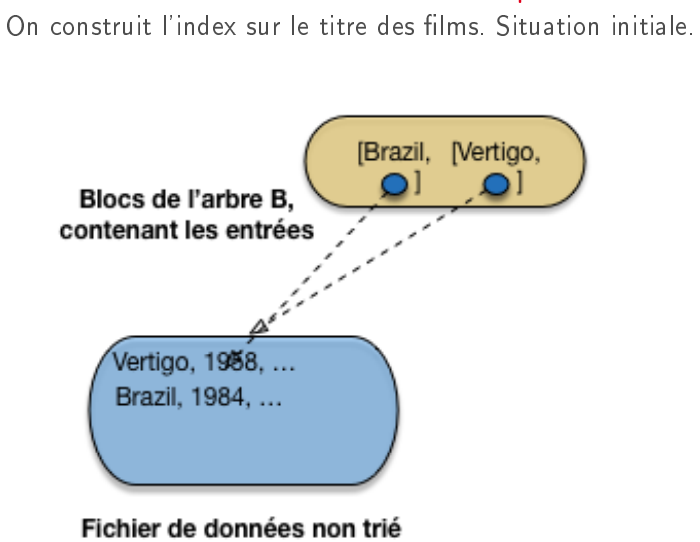 On construit l'index sur le titre des films. Situation initiale.
[Brazil, [Vertigo,
] ]
Blocs de l'arbre B,
contenant les entrées
Vertigo, 1958, ...
Brazil, 1984, ...
Fichier de données non trié